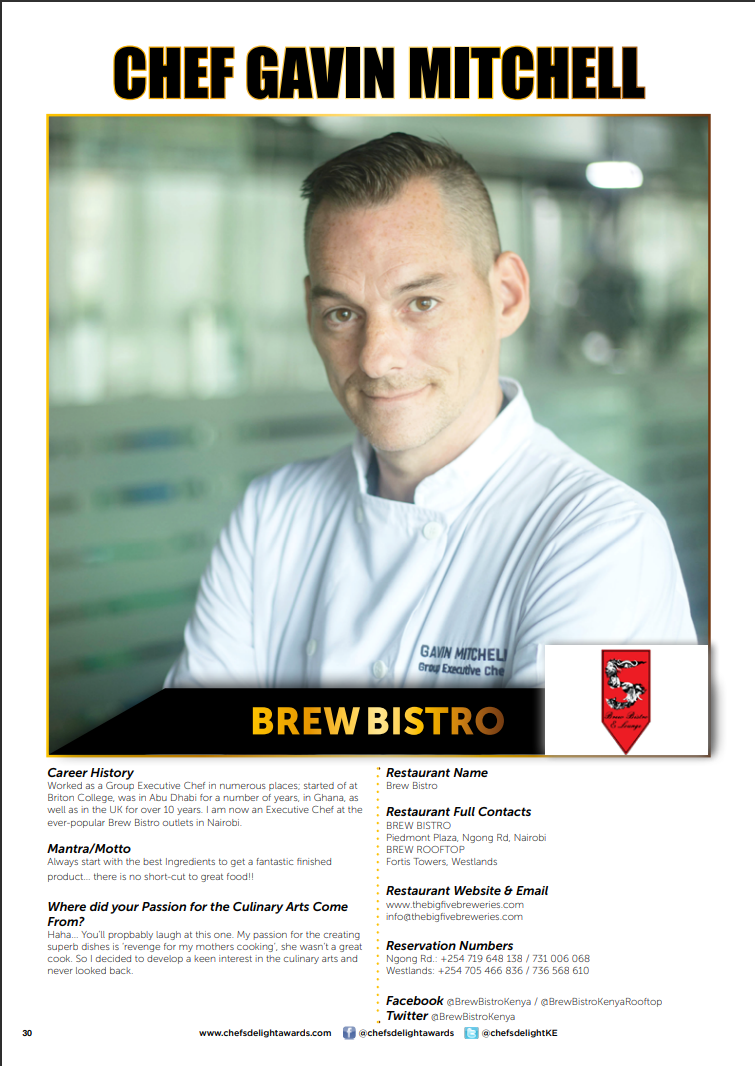 CHEF GAVIN MITCHELL
GAVIN MITCHELL
Group Executive Che
BREW BISTRO
5
Brew Bistro
& Lounge
Career History
Worked as a Group Executive Chef in numerous places; started of at
Briton College, was in Abu Dhabi for a number of years, in Ghana, as
well as in the UK for over 10 years. I am now an Executive Chef at the
ever-popular Brew Bistro outlets in Nairobi.
Mantra/Motto
Always start with the best Ingredients to get a fantastic finished
product... there is no short-cut to great food!!
Where did your Passion for the Culinary Arts Come
From?
Haha... You'll propbably laugh at this one. My passion for the creating
superb dishes is 'revenge for my mothers cooking', she wasn't a great
cook. So I decided to develop a keen interest in the culinary arts and
never looked back.
Restaurant Name
Brew Bistro
Restaurant Full Contacts
BREW BISTRO
Piedmont Plaza, Ngong Rd, Nairobi
BREW ROOFTOP
Fortis Towers, Westlands
Restaurant Website & Email
www.thebigfivebreweries.com
info@thebigfivebreweries.com
Reservation Numbers
Ngong Rd.: +254 719 648 138 / 731 006 068
Westlands: +254 705 466 836 / 736 568 610
Facebook @BrewBistroKenya / @BrewBistroKenyaRooftop
Twitter @BrewBistroKenya
30 www.chefsdelightawards.com @chefsdelightawards @chefsdelightKE